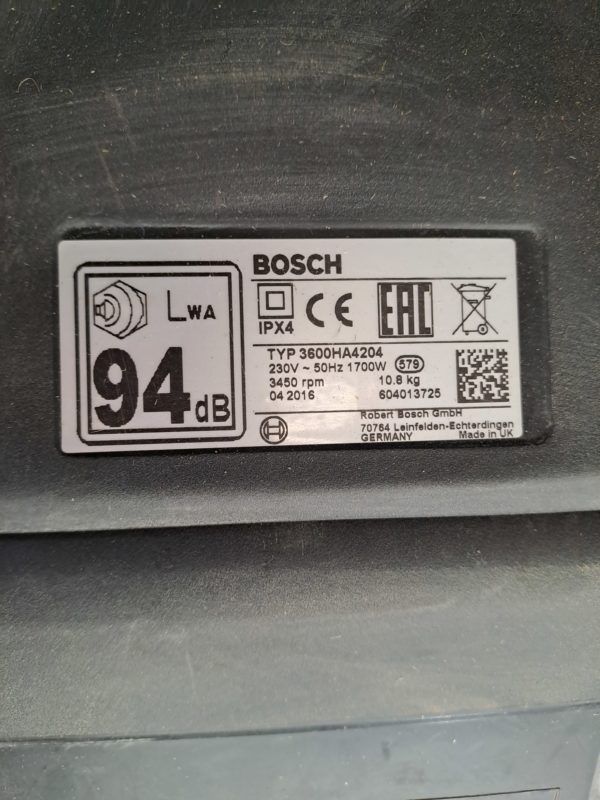 LWA
94dB
BOSCH
IPX4
CE
EAC
TYP 3600HA4204
230V ~ 50Hz 1700W 579
3450 rpm 10.8 kg
04 2016 604013725
Robert Bosch GmbH
70764 Leinfelden-Echterdingen
GERMANY Made in UK